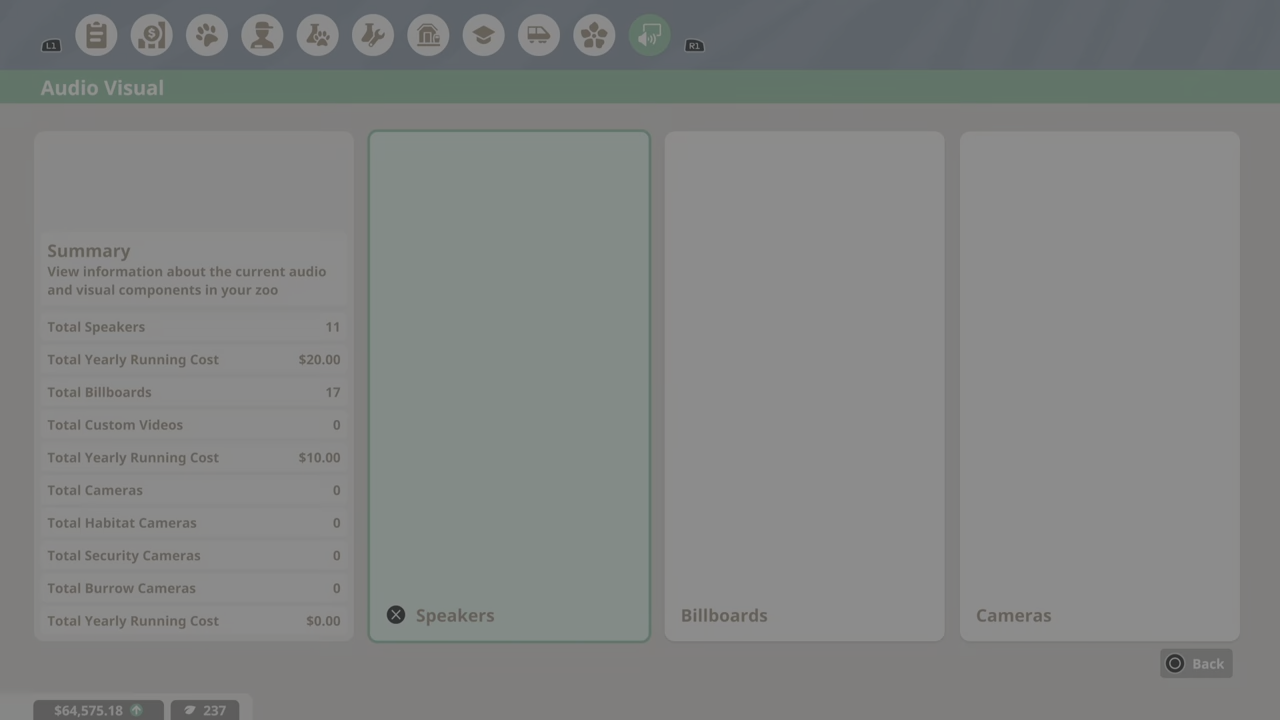 L1
R1
Audio Visual
Summary
View information about the current audio
and visual components in your zoo
Total Speakers 11
Total Yearly Running Cost $20.00
Total Billboards 17
Total Custom Videos 0
Total Yearly Running Cost $10.00
Total Cameras 0
Total Habitat Cameras 0
Total Security Cameras 0
Total Burrow Cameras 0
Total Yearly Running Cost $0.00
Speakers
Billboards
Cameras
Back
$64,575.18
237